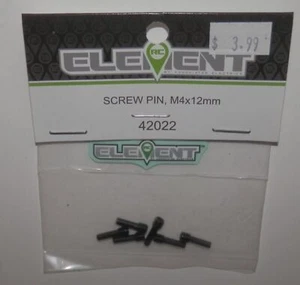 $ 3.99
ELEMENT
RC
SCREW PIN, M4x12mm
42022
ELEMENT